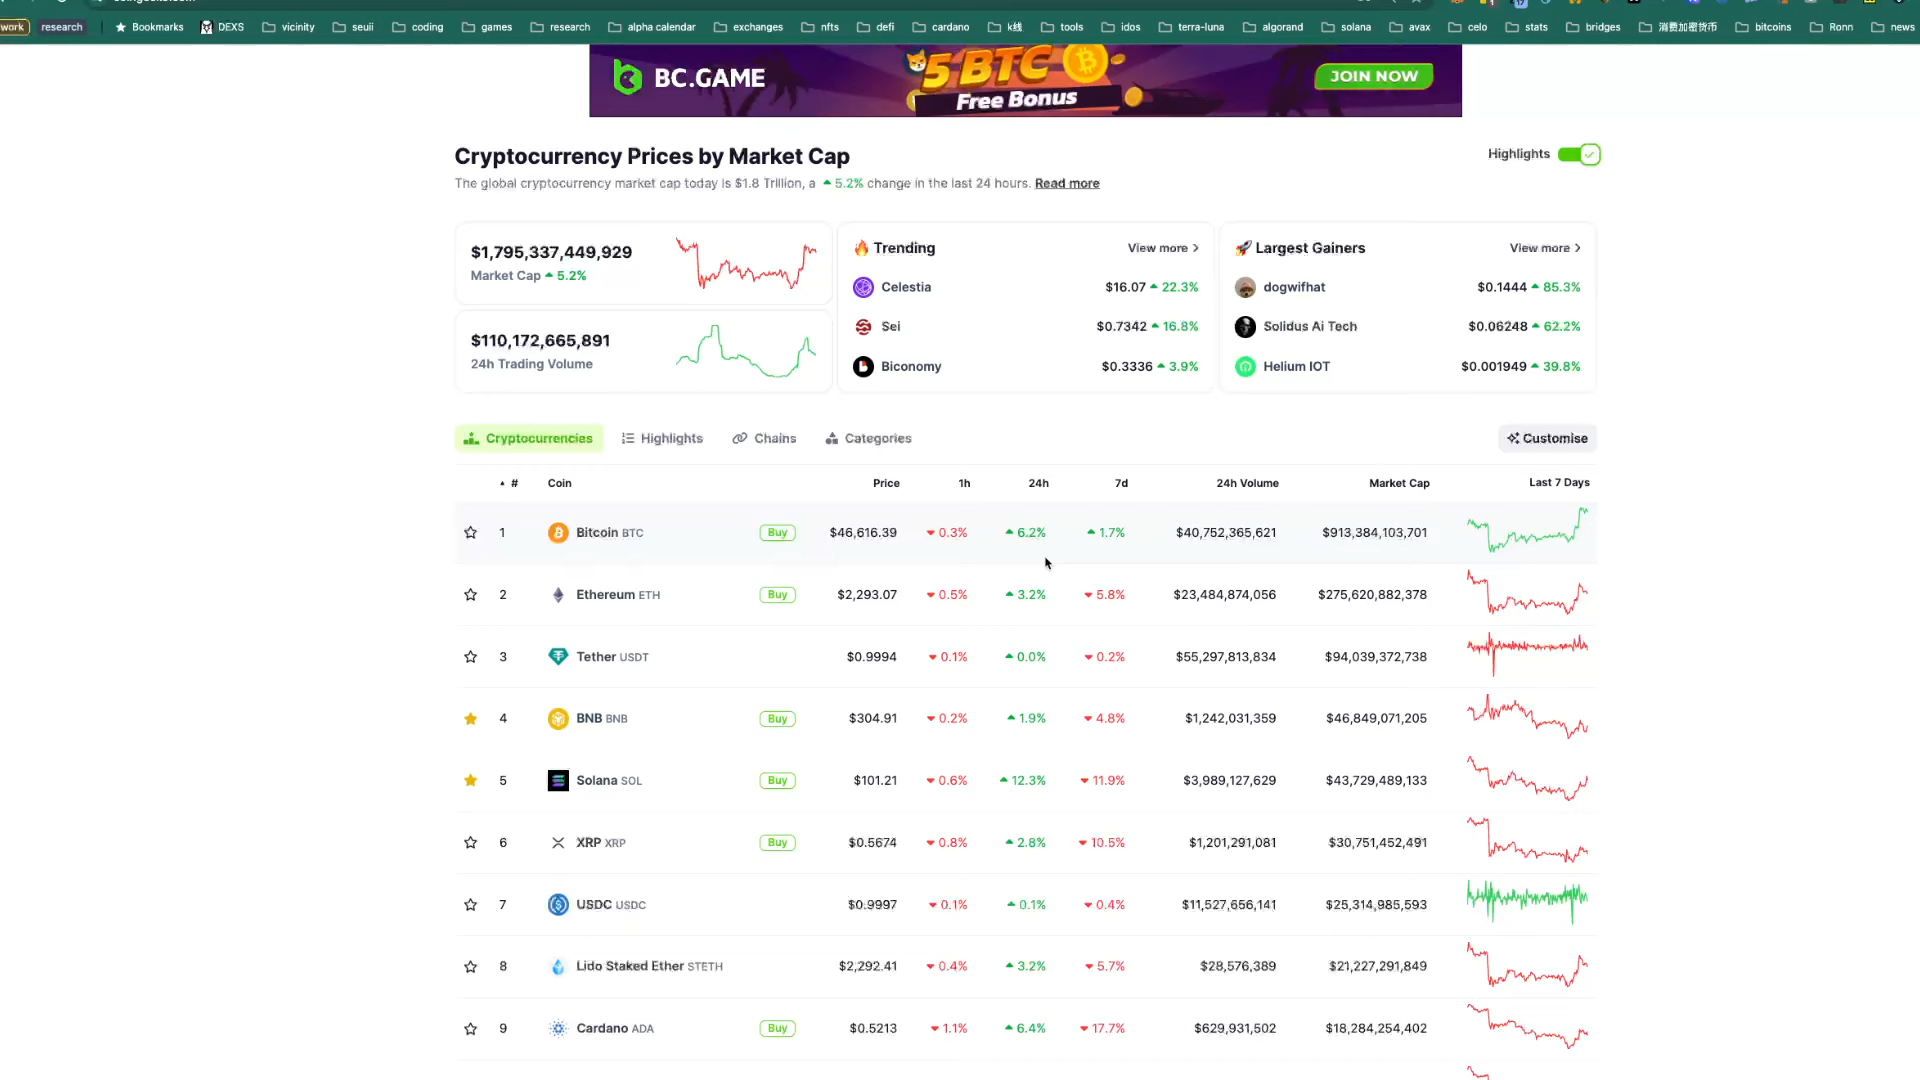 work research Bookmarks DEXS vicinity seuii coding games research alpha calendar exchanges nfts defi cardano k线 tools idos terra-luna algorand solana avax celo stats bridges 消费加密货币 bitcoins Ronn news
BC.GAME
5 BTC
Free Bonus
JOIN NOW
Cryptocurrency Prices by Market Cap
Highlights
The global cryptocurrency market cap today is $1.8 Trillion, a 5.2% change in the last 24 hours. Read more
$1,795,337,449,929
Market Cap 5.2%
$110,172,665,891
24h Trading Volume
Trending View more
Celestia $16.07 22.3%
Sei $0.7342 16.8%
Biconomy $0.3336 3.9%
Largest Gainers View more
dogwifhat $0.1444 85.3%
Solidus Ai Tech $0.06248 62.2%
Helium IOT $0.001949 39.8%
Cryptocurrencies Highlights Chains Categories Customise
# Coin Price 1h 24h 7d 24h Volume Market Cap Last 7 Days
1 Bitcoin BTC Buy $46,616.39 0.3% 6.2% 1.7% $40,752,365,621 $913,384,103,701
2 Ethereum ETH Buy $2,293.07 0.5% 3.2% 5.8% $23,484,874,056 $275,620,882,378
3 Tether USDT $0.9994 0.1% 0.0% 0.2% $55,297,813,834 $94,039,372,738
4 BNB BNB Buy $304.91 0.2% 1.9% 4.8% $1,242,031,359 $46,849,071,205
5 Solana SOL Buy $101.21 0.6% 12.3% 11.9% $3,989,127,629 $43,729,489,133
6 XRP XRP Buy $0.5674 0.8% 2.8% 10.5% $1,201,291,081 $30,751,452,491
7 USDC USDC $0.9997 0.1% 0.1% 0.4% $11,527,656,141 $25,314,985,593
8 Lido Staked Ether STETH $2,292.41 0.4% 3.2% 5.7% $28,576,389 $21,227,291,849
9 Cardano ADA Buy $0.5213 1.1% 6.4% 17.7% $629,931,502 $18,284,254,402